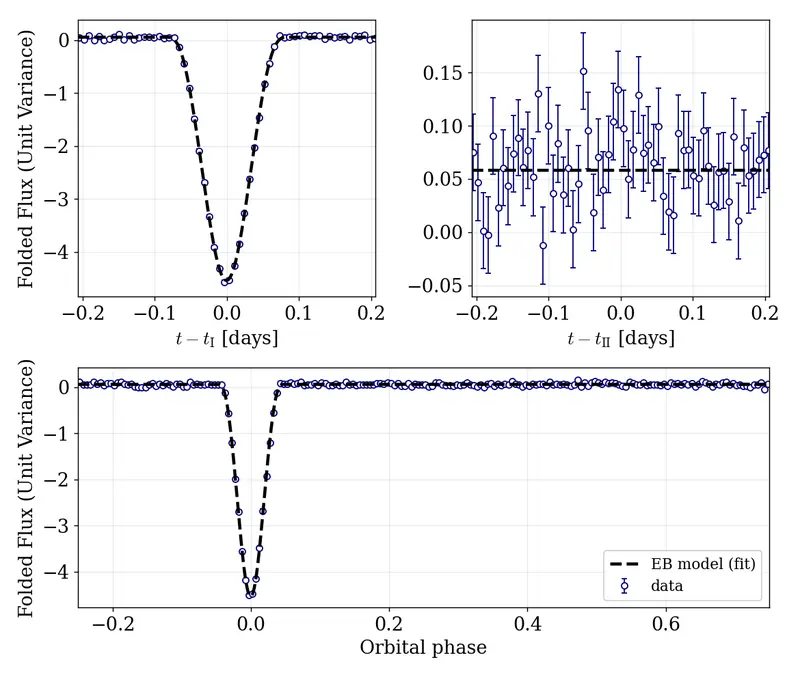 Folded Flux (Unit Variance)
0
−1
−2
−3
−4
−0.2 −0.1 0.0 0.1 0.2
t − tI [days]
0.15
0.10
0.05
0.00
−0.05
−0.2 −0.1 0.0 0.1 0.2
t − tII [days]
Folded Flux (Unit Variance)
0
−1
−2
−3
−4
EB model (fit)
data
−0.2 0.0 0.2 0.4 0.6
Orbital phase